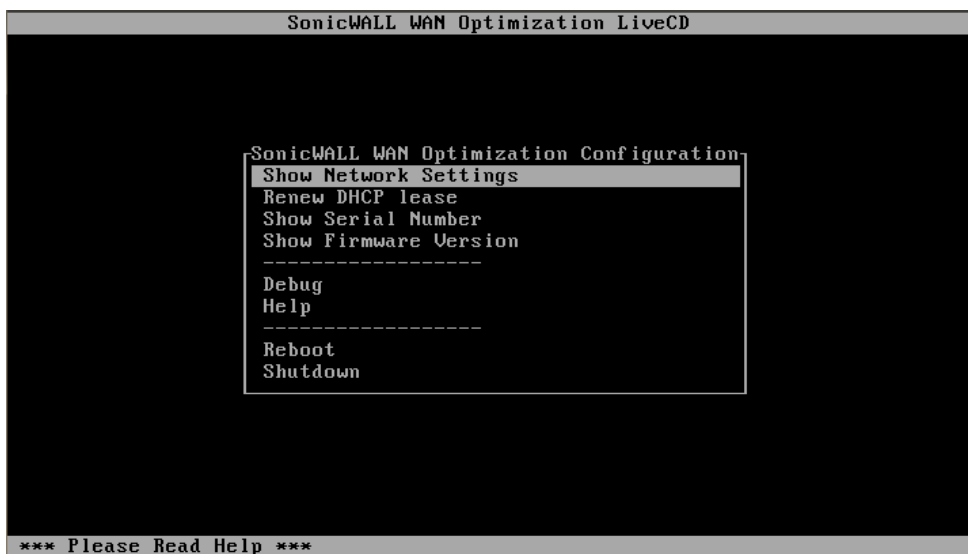 SonicWALL WAN Optimization LiveCD
SonicWALL WAN Optimization Configuration
Show Network Settings
Renew DHCP lease
Show Serial Number
Show Firmware Version
------------------
Debug
Help
------------------
Reboot
Shutdown
*** Please Read Help ***